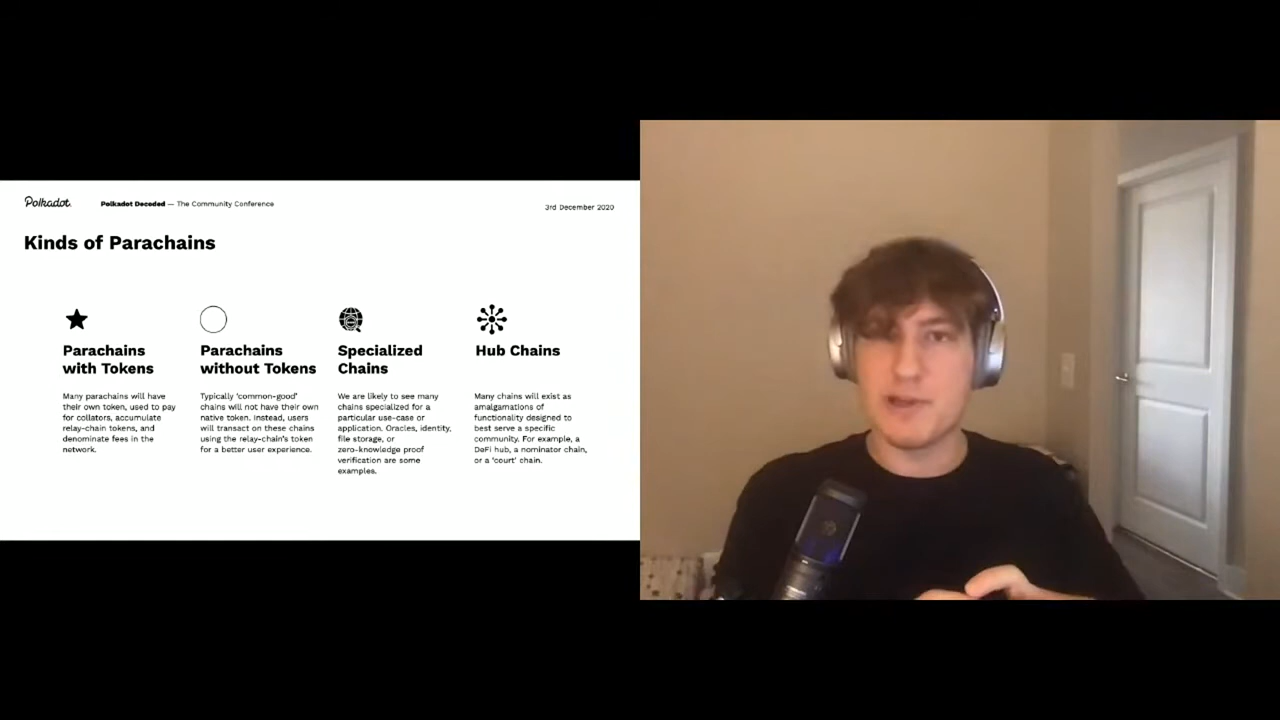 Polkadot.
Polkadot Decoded — The Community Conference
3rd December 2020
Kinds of Parachains
Parachains
with Tokens
Many parachains will have
their own token, used to pay
for collators, accumulate
relay-chain tokens, and
denominate fees in the
network.
Parachains
without Tokens
Typically ‘common-good’
chains will not have their own
native token. Instead, users
will transact on these chains
using the relay-chain’s token
for a better user experience.
Specialized
Chains
We are likely to see many
chains specialized for a
particular use-case or
application. Oracles, identity,
file storage, or
zero-knowledge proof
verification are some
examples.
Hub Chains
Many chains will exist as
amalgamations of
functionality designed to
best serve a specific
community. For example, a
DeFi hub, a nominator chain,
or a ‘court’ chain.